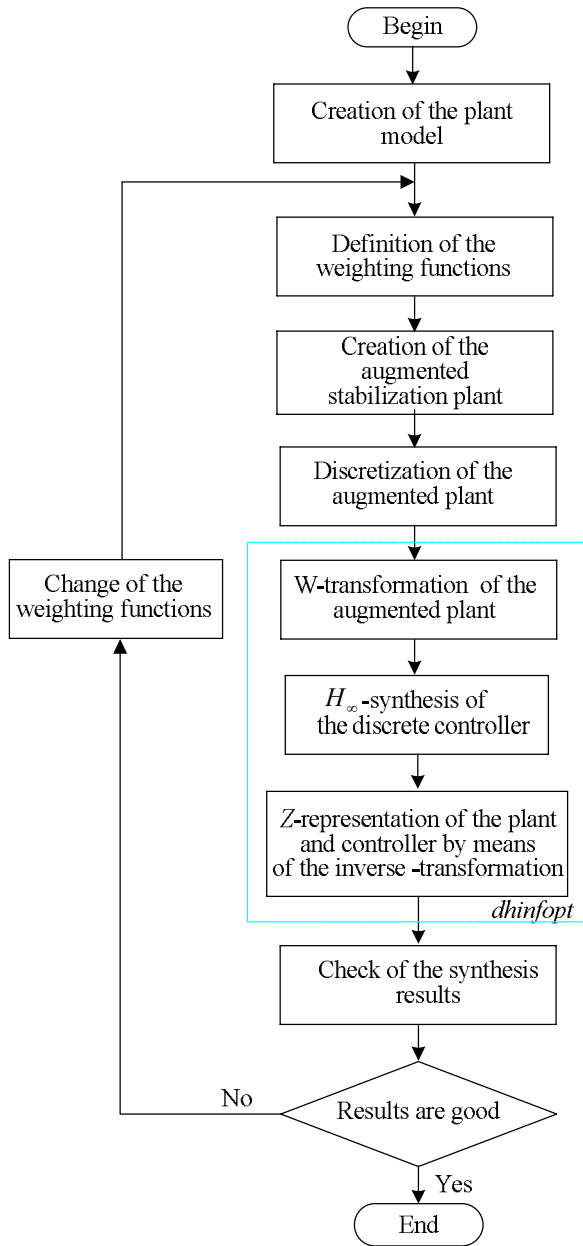 Begin
Creation of the plant
model
Definition of the
weighting functions
Creation of the
augmented
stabilization plant
Discretization of the
augmented plant
W-transformation of the
augmented plant
Change of the
weighting functions
H∞-synthesis of
the discrete controller
Z-representation of the plant
and controller by means
of the inverse -transformation
dhinfopt
Check of the synthesis
results
No
Results are good
Yes
End